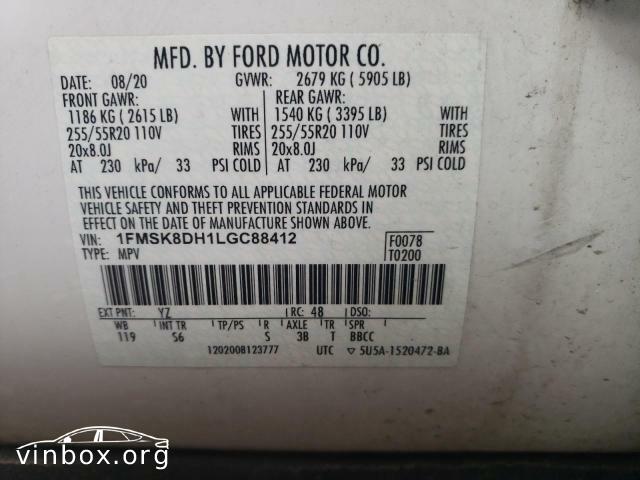 MFD. BY FORD MOTOR CO.
DATE: 08/20 GVWR: 2679 KG ( 5905 LB)
FRONT GAWR: REAR GAWR:
1186 KG ( 2615 LB) WITH 1540 KG ( 3395 LB) WITH
255/55R20 110V TIRES 255/55R20 110V TIRES
20x8.0J RIMS 20x8.0J RIMS
AT 230 kPa/ 33 PSI COLD AT 230 kPa/ 33 PSI COLD
THIS VEHICLE CONFORMS TO ALL APPLICABLE FEDERAL MOTOR
VEHICLE SAFETY AND THEFT PREVENTION STANDARDS IN
EFFECT ON THE DATE OF MANUFACTURE SHOWN ABOVE.
VIN: 1FMSK8DH1LGC88412 F0078
TYPE: MPV T0200
EXT PNT: YZ RC: 48 DSO:
WB INT TR TP/PS R AXLE TR SPR
119 S6 S 3B T BBCC
1202008123777 UTC ▽ 5U5A-1520472-BA
vinbox.org